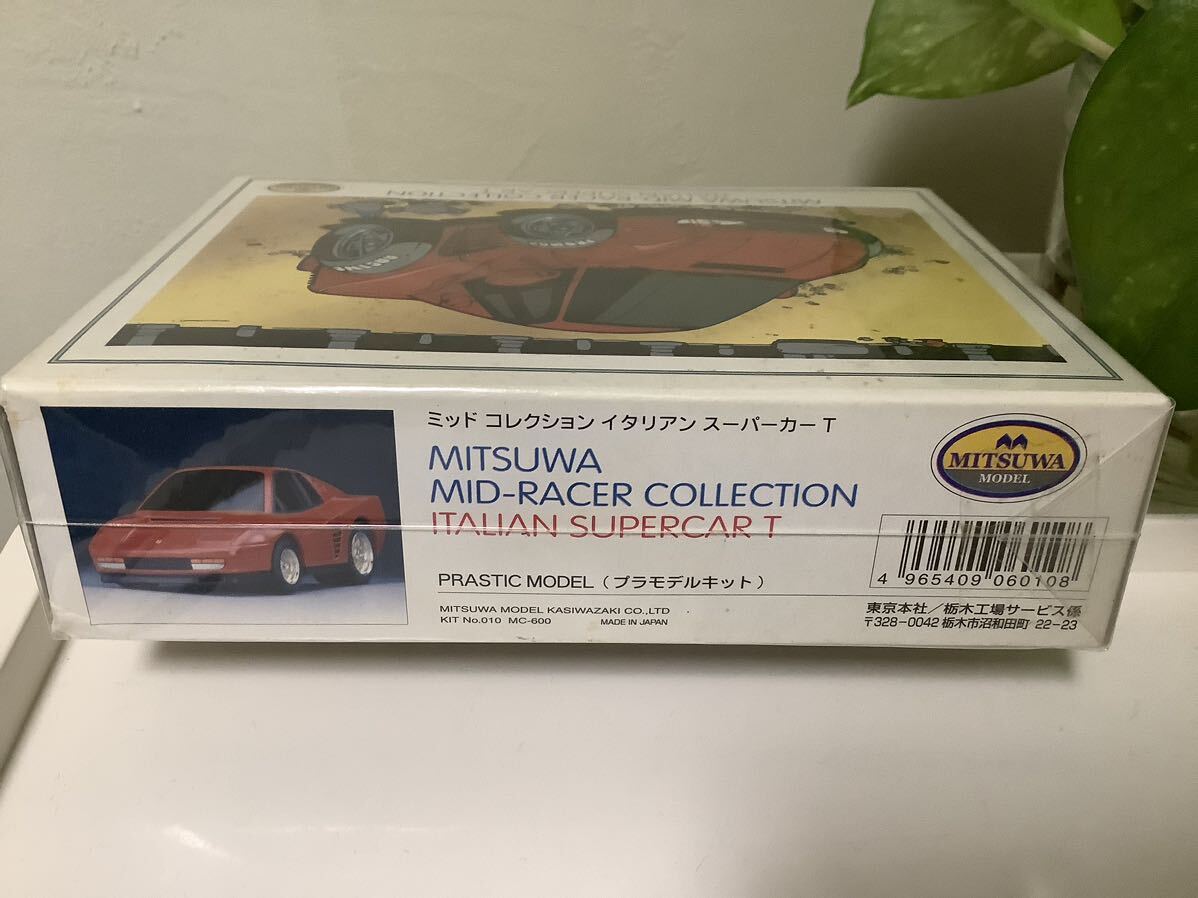 MITSUWA MID-RACER COLLECTION
ミッド コレクション イタリアン スーパーカー T
MITSUWA
MID-RACER COLLECTION
ITALIAN SUPERCAR T
PRASTIC MODEL (プラモデルキット)
MITSUWA MODEL KASIWAZAKI CO.,LTD
KIT No.010 MC-600 MADE IN JAPAN
MITSUWA
MODEL
4 965409 060108
東京本社/栃木工場サービス係
〒328-0042 栃木市沼和田町 22-23